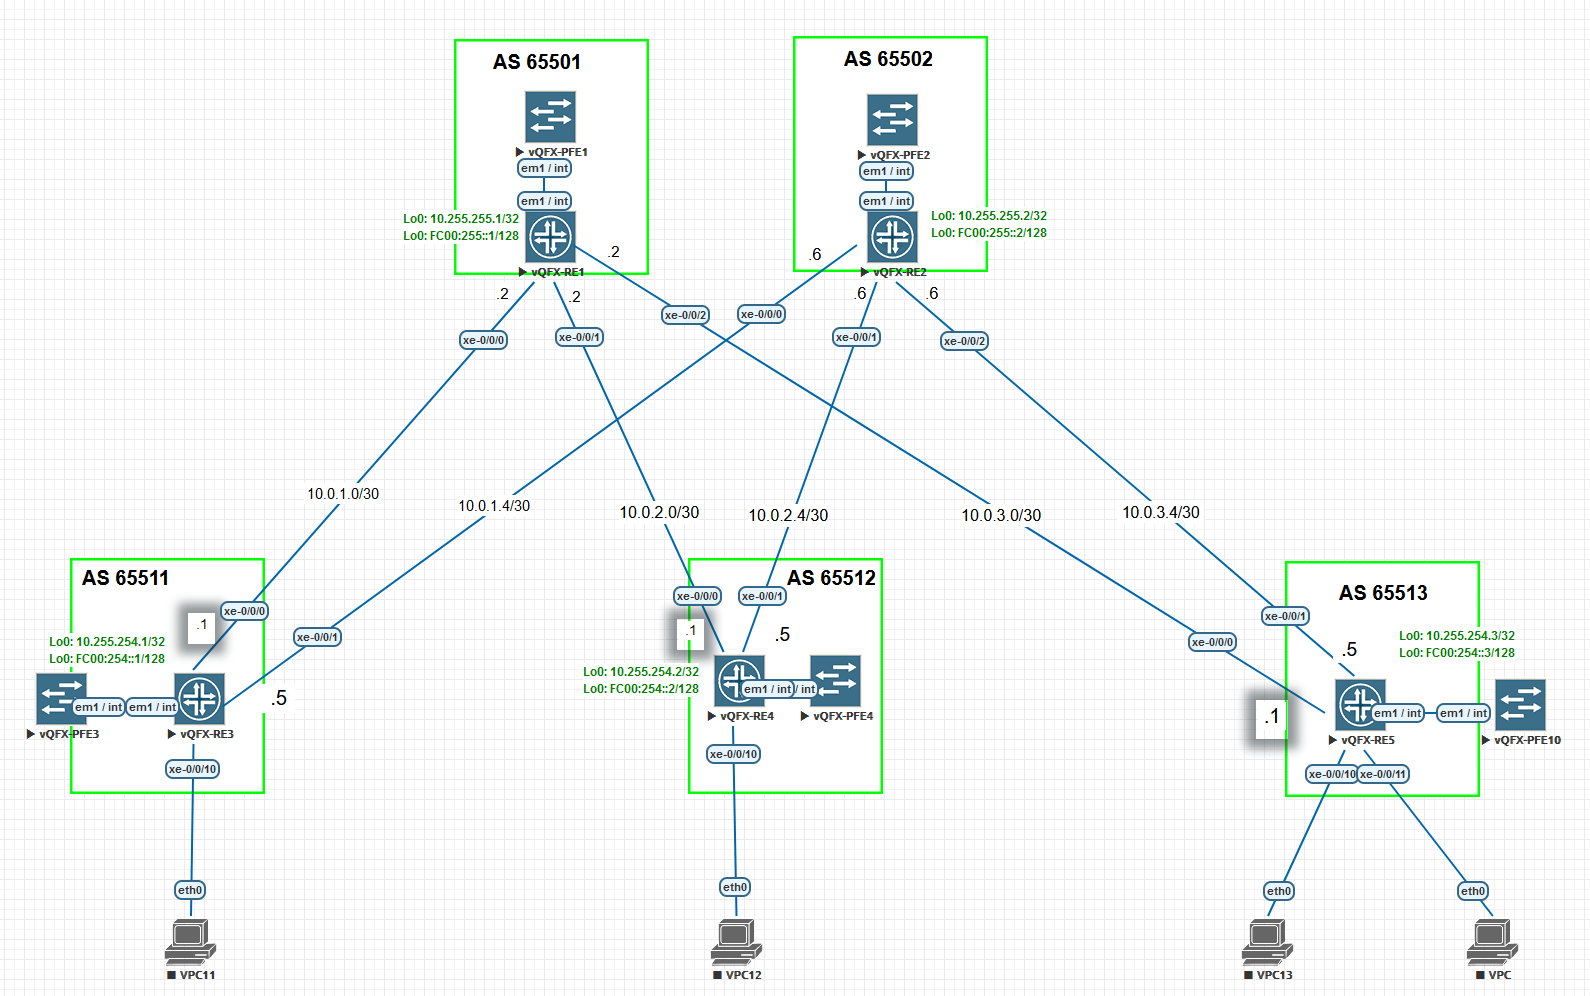 AS 65501
AS 65502
vQFX-PFE1
vQFX-PFE2
em1 / int
em1 / int
em1 / int
em1 / int
Lo0: 10.255.255.1/32
Lo0: FC00:255::1/128
Lo0: 10.255.255.2/32
Lo0: FC00:255::2/128
vQFX-RE1
vQFX-RE2
.2
.6
.2
.2
.6
.6
xe-0/0/2
xe-0/0/0
xe-0/0/0
xe-0/0/1
xe-0/0/1
xe-0/0/2
10.0.1.0/30
10.0.1.4/30
10.0.2.0/30
10.0.2.4/30
10.0.3.0/30
10.0.3.4/30
AS 65511
xe-0/0/0
.1
xe-0/0/1
Lo0: 10.255.254.1/32
Lo0: FC00:254::1/128
.5
em1 / int
em1 / int
vQFX-PFE3
vQFX-RE3
xe-0/0/10
eth0
VPC11
AS 65512
xe-0/0/0
xe-0/0/1
.1
.5
Lo0: 10.255.254.2/32
Lo0: FC00:254::2/128
em1 / int
/ int
vQFX-RE4
vQFX-PFE4
xe-0/0/10
eth0
VPC12
AS 65513
xe-0/0/1
xe-0/0/0
.5
Lo0: 10.255.254.3/32
Lo0: FC00:254::3/128
.1
em1 / int
em1 / int
vQFX-RE5
vQFX-PFE10
xe-0/0/10
xe-0/0/11
eth0
eth0
VPC13
VPC